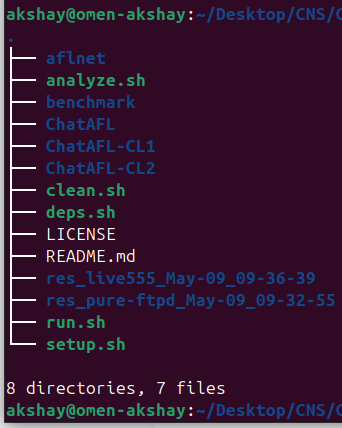 akshay@omen-akshay:~/Desktop/CNS/
.
├── aflnet
├── analyze.sh
├── benchmark
├── ChatAFL
├── ChatAFL-CL1
├── ChatAFL-CL2
├── clean.sh
├── deps.sh
├── LICENSE
├── README.md
├── res_live555_May-09_09-36-39
├── res_pure-ftpd_May-09_09-32-55
├── run.sh
└── setup.sh
8 directories, 7 files
akshay@omen-akshay:~/Desktop/CNS/